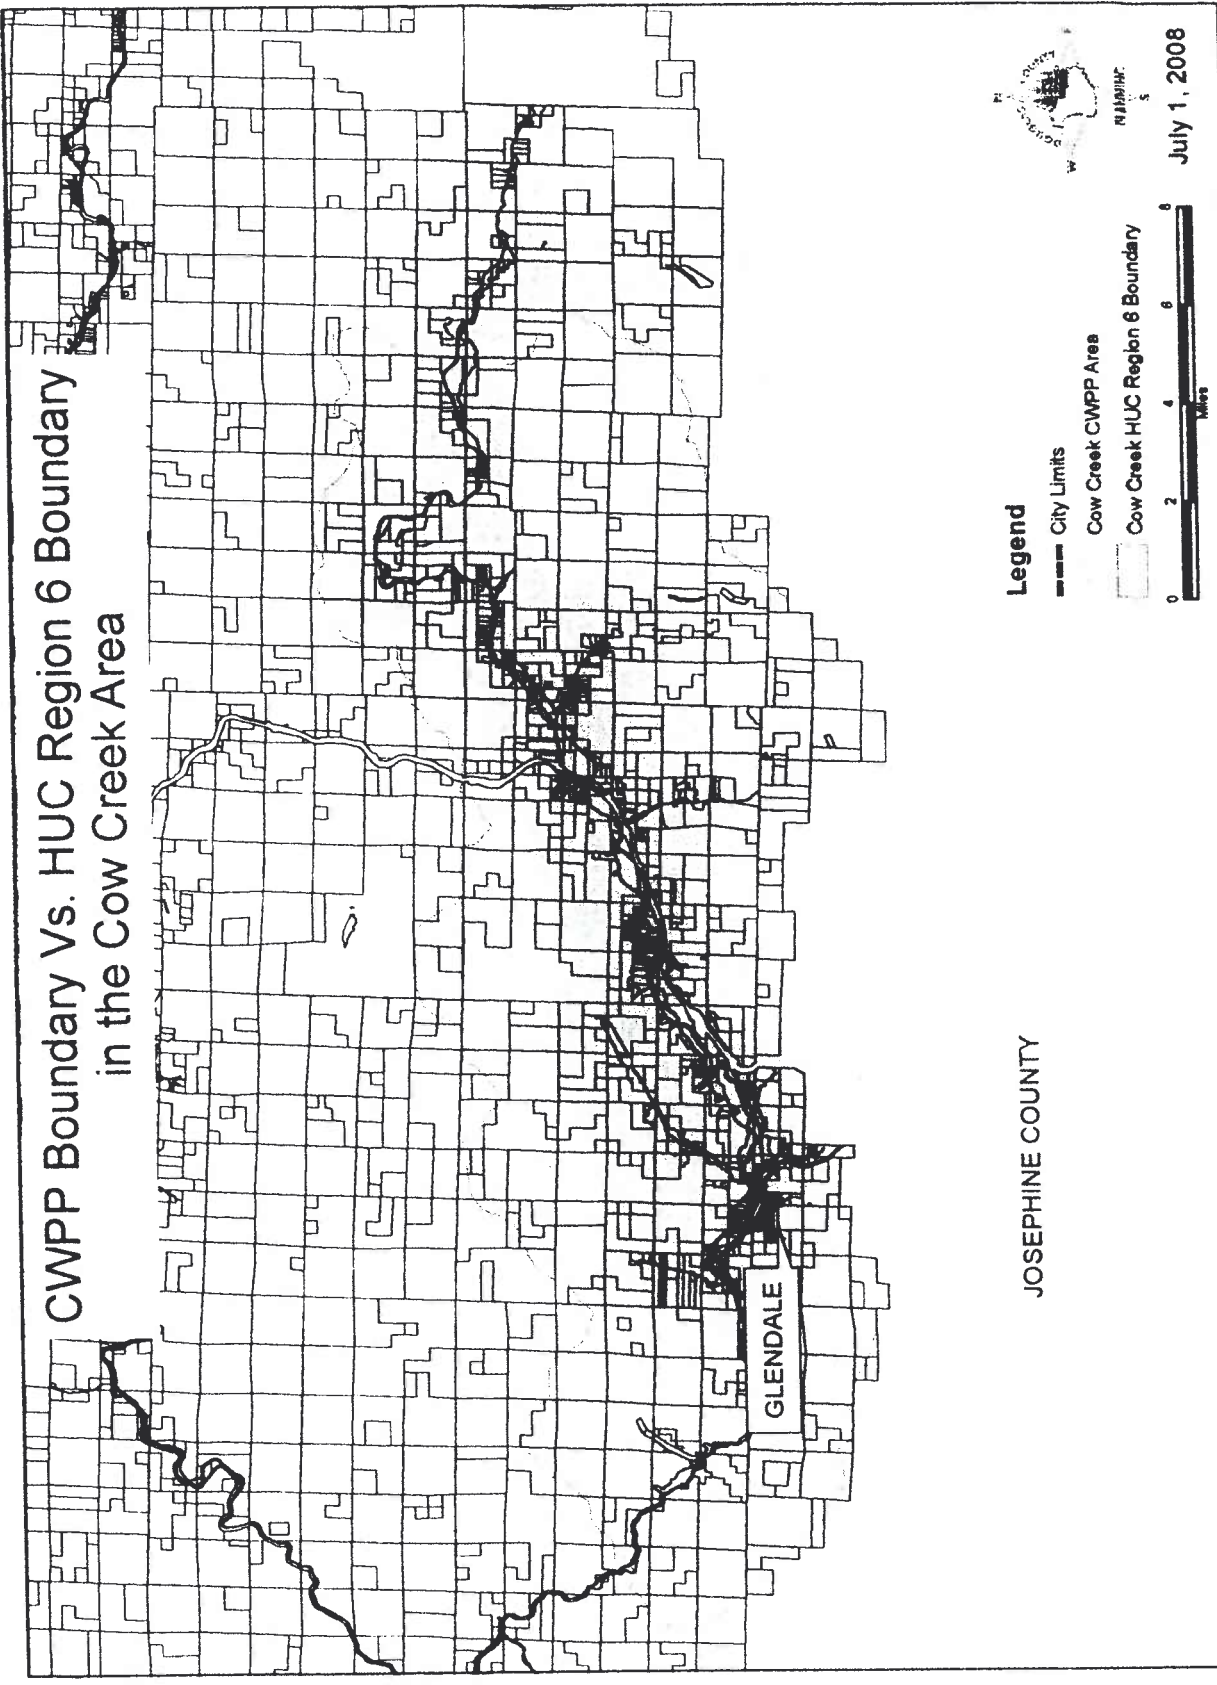 CWPP Boundary Vs. HUC Region 6 Boundary
in the Cow Creek Area
GLENDALE
JOSEPHINE COUNTY
Legend
City Limits
Cow Creek CWPP Area
Cow Creek HUC Region 6 Boundary
0 2 4 6 8
Miles
W
S
July 1, 2008